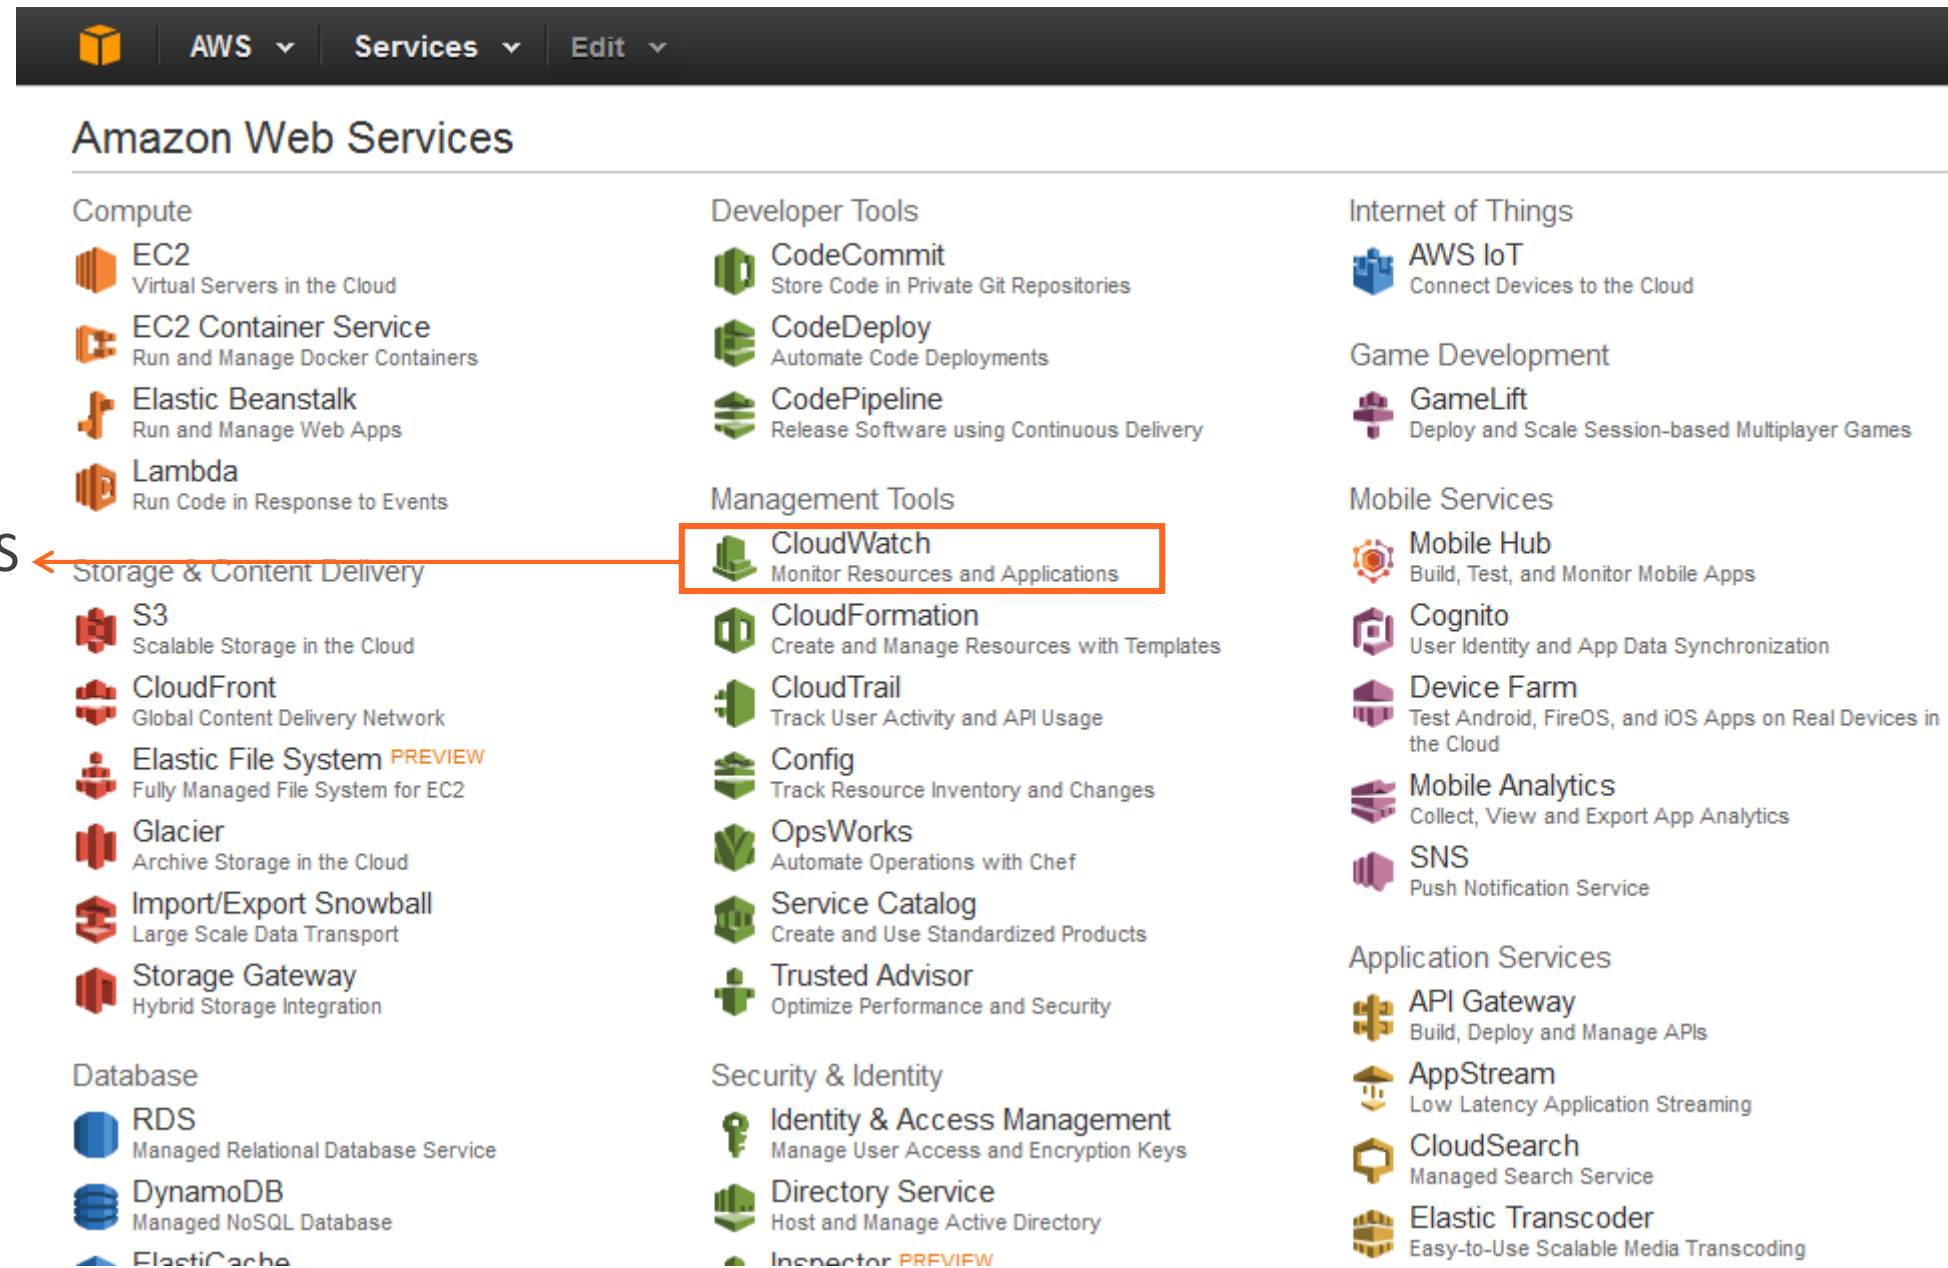 AWS Services Edit
Amazon Web Services
Compute
EC2
Virtual Servers in the Cloud
EC2 Container Service
Run and Manage Docker Containers
Elastic Beanstalk
Run and Manage Web Apps
Lambda
Run Code in Response to Events
Storage & Content Delivery
S3
Scalable Storage in the Cloud
CloudFront
Global Content Delivery Network
Elastic File System PREVIEW
Fully Managed File System for EC2
Glacier
Archive Storage in the Cloud
Import/Export Snowball
Large Scale Data Transport
Storage Gateway
Hybrid Storage Integration
Database
RDS
Managed Relational Database Service
DynamoDB
Managed NoSQL Database
ElastiCache
Developer Tools
CodeCommit
Store Code in Private Git Repositories
CodeDeploy
Automate Code Deployments
CodePipeline
Release Software using Continuous Delivery
Management Tools
CloudWatch
Monitor Resources and Applications
CloudFormation
Create and Manage Resources with Templates
CloudTrail
Track User Activity and API Usage
Config
Track Resource Inventory and Changes
OpsWorks
Automate Operations with Chef
Service Catalog
Create and Use Standardized Products
Trusted Advisor
Optimize Performance and Security
Security & Identity
Identity & Access Management
Manage User Access and Encryption Keys
Directory Service
Host and Manage Active Directory
Inspector PREVIEW
Internet of Things
AWS IoT
Connect Devices to the Cloud
Game Development
GameLift
Deploy and Scale Session-based Multiplayer Games
Mobile Services
Mobile Hub
Build, Test, and Monitor Mobile Apps
Cognito
User Identity and App Data Synchronization
Device Farm
Test Android, FireOS, and iOS Apps on Real Devices in
the Cloud
Mobile Analytics
Collect, View and Export App Analytics
SNS
Push Notification Service
Application Services
API Gateway
Build, Deploy and Manage APIs
AppStream
Low Latency Application Streaming
CloudSearch
Managed Search Service
Elastic Transcoder
Easy-to-Use Scalable Media Transcoding